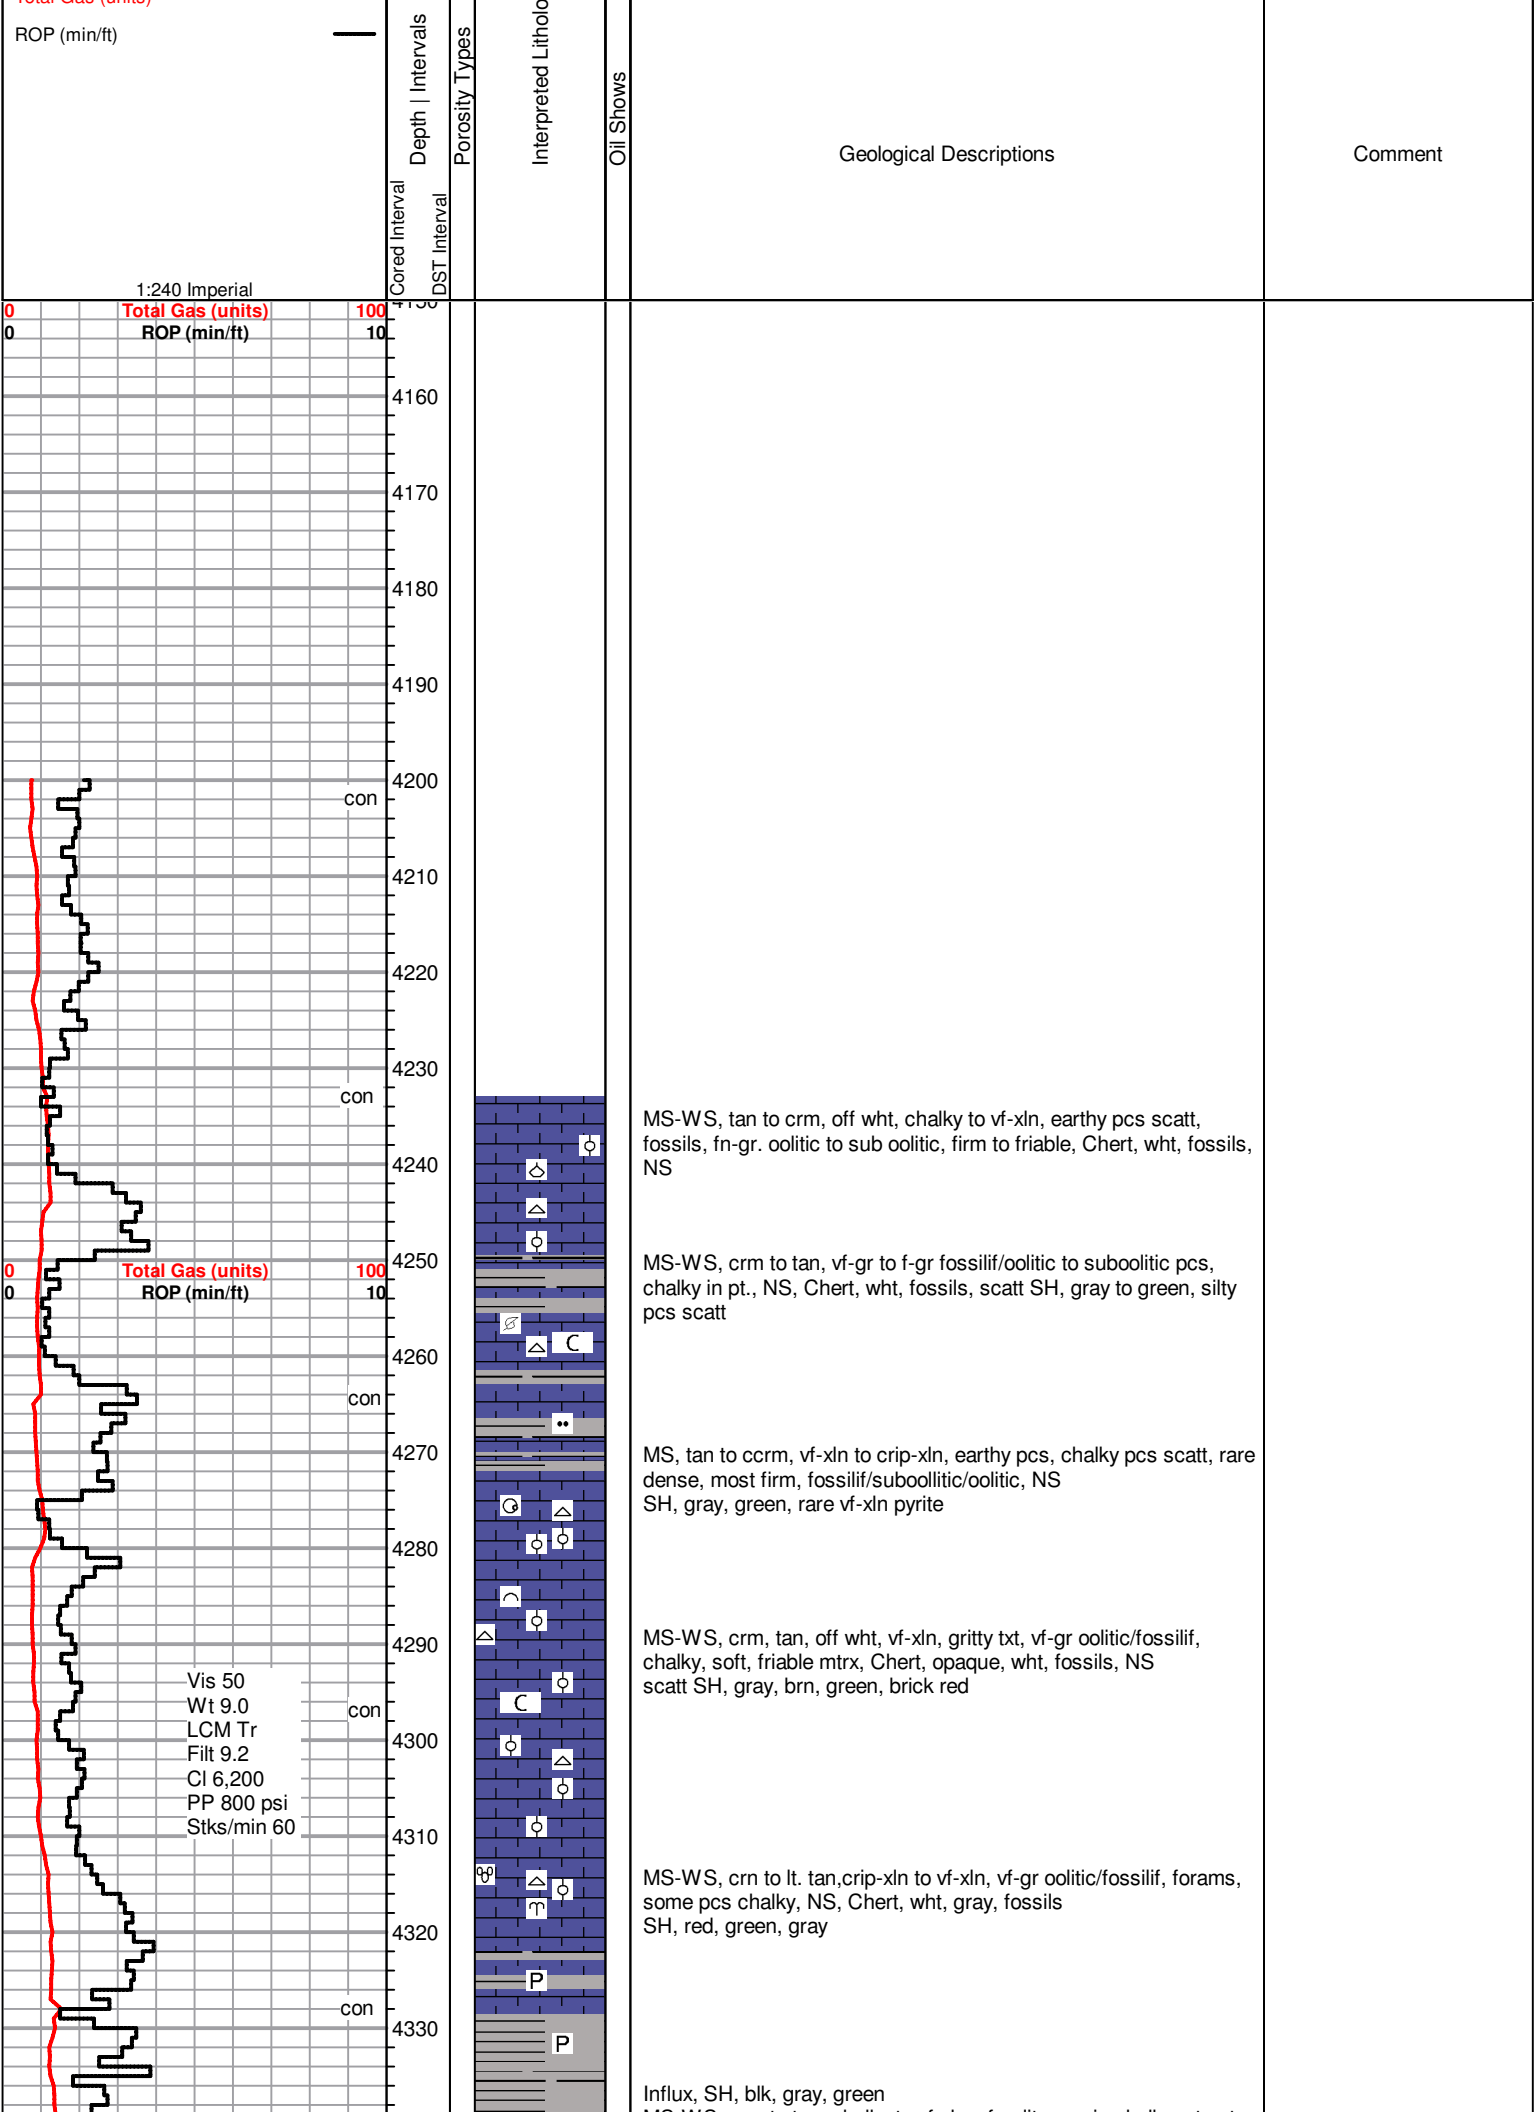 Total Gas (units)
ROP (min/ft)
1:240 Imperial
Cored Interval
Depth | Intervals
DST Interval
Porosity Types
Interpreted
Oil Shows
Geological Descriptions
Comment
0 Total Gas (units) 100
0 ROP (min/ft) 10
4150
4160
4170
4180
4190
4200
con
4210
4220
4230
con
MS-WS, tan to crm, off wht, chalky to vf-xln, earthy pcs scatt,
fossils, fn-gr. oolitic to sub oolitic, firm to friable, Chert, wht, fossils,
NS
4240
4250
0 Total Gas (units) 100
0 ROP (min/ft) 10
MS-WS, crm to tan, vf-gr to f-gr fossilif/oolitic to suboolitic pcs,
chalky in pt., NS, Chert, wht, fossils, scatt SH, gray to green, silty
pcs scatt
C
4260
con
4270
MS, tan to ccrm, vf-xln to crip-xln, earthy pcs, chalky pcs scatt, rare
dense, most firm, fossilif/suboollitic/oolitic, NS
SH, gray, green, rare vf-xln pyrite
4280
4290
MS-WS, crm, tan, off wht, vf-xln, gritty txt, vf-gr oolitic/fossilif,
chalky, soft, friable mtrx, Chert, opaque, wht, fossils, NS
scatt SH, gray, brn, green, brick red
Vis 50
Wt 9.0
LCM Tr
Filt 9.2
Cl 6,200
PP 800 psi
Stks/min 60
con
C
4300
4310
MS-WS, crn to lt. tan,crip-xln to vf-xln, vf-gr oolitic/fossilif, forams,
some pcs chalky, NS, Chert, wht, gray, fossils
SH, red, green, gray
4320
P
con
4330
P
Influx, SH, blk, gray, green